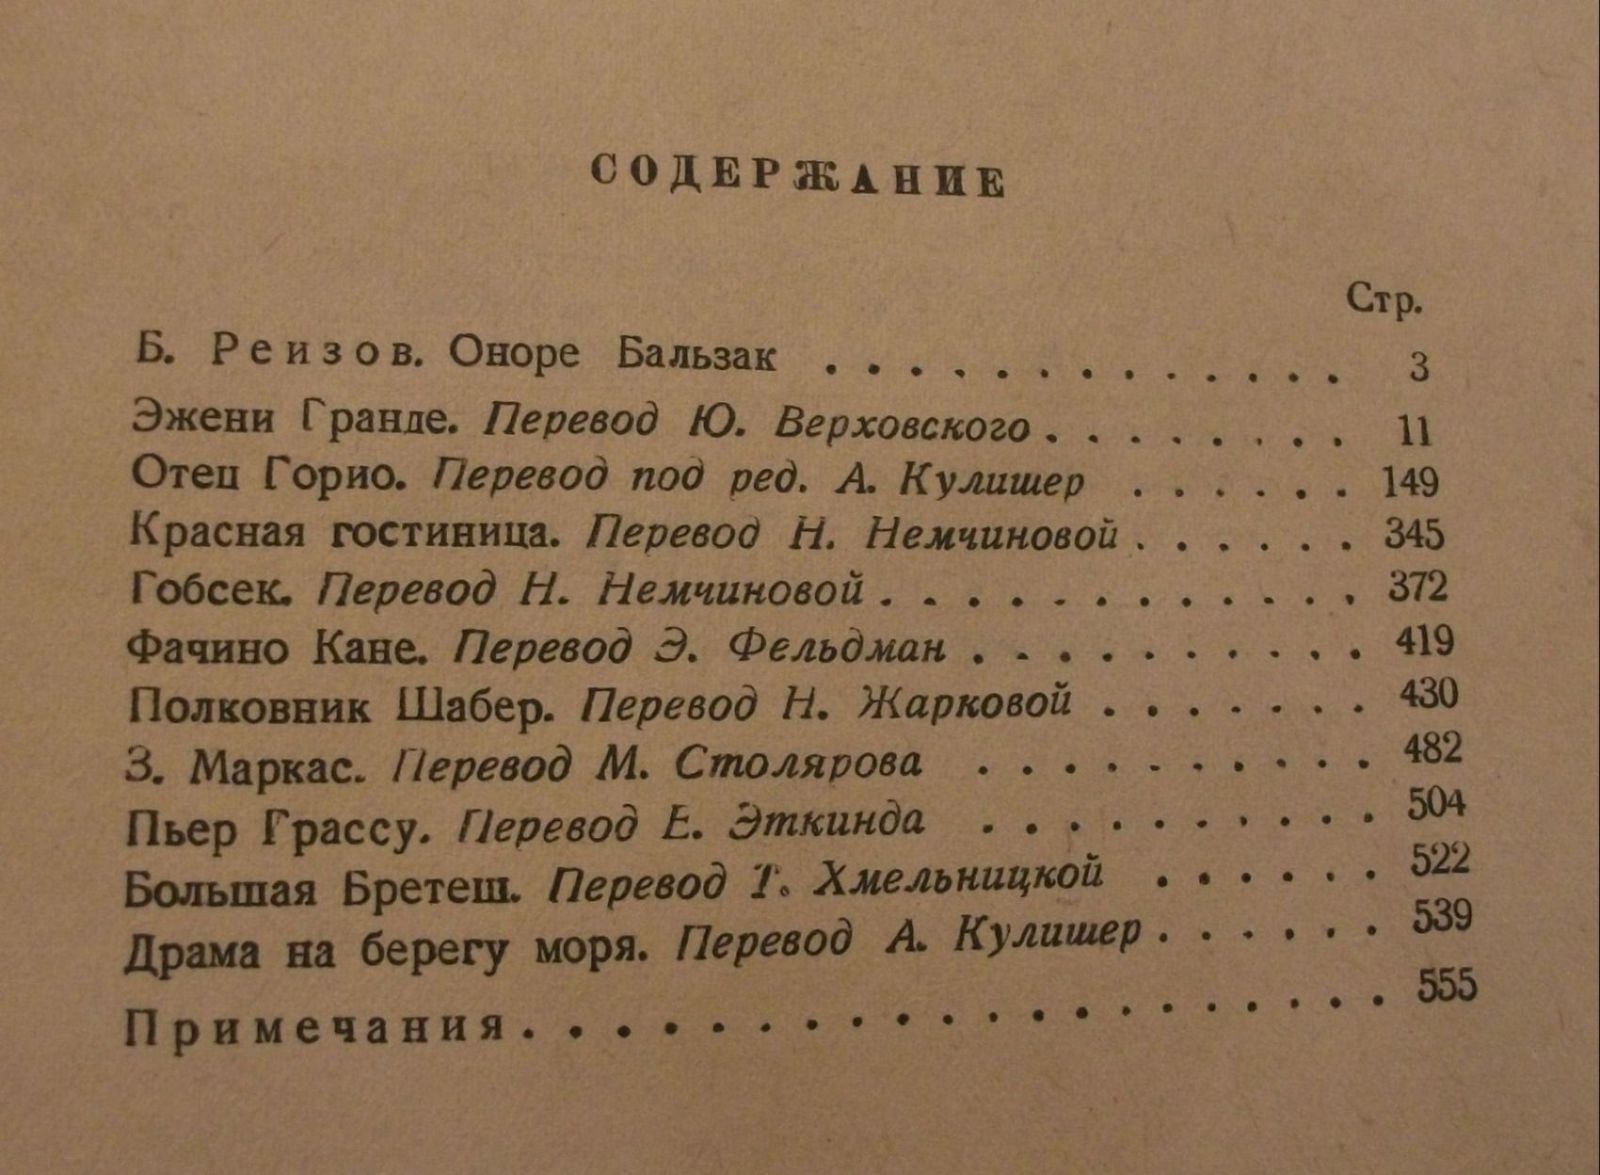 СОДЕРЖАНИЕ
Стр.
Б. Реизов. Оноре Бальзак . . . . . . . . . . . . . 3
Эжени Гранде. Перевод Ю. Верховского . . . . . . . . 11
Отец Горио. Перевод под ред. А. Кулишер . . . . . . 149
Красная гостиница. Перевод Н. Немчиновой . . . . . . 345
Гобсек. Перевод Н. Немчиновой . . . . . . . . . . . . 372
Фачино Кане. Перевод Э. Фельдман . . . . . . . . . . 419
Полковник Шабер. Перевод Н. Жарковой . . . . . . . 430
З. Маркас. Перевод М. Столярова . . . . . . . . . . 482
Пьер Грассу. Перевод Е. Эткинда . . . . . . . . . . 504
Большая Бретеш. Перевод Т. Хмельницкой . . . . . . 522
Драма на берегу моря. Перевод А. Кулишер . . . . . . 539
Примечания . . . . . . . . . . . . . . . . . . . 555